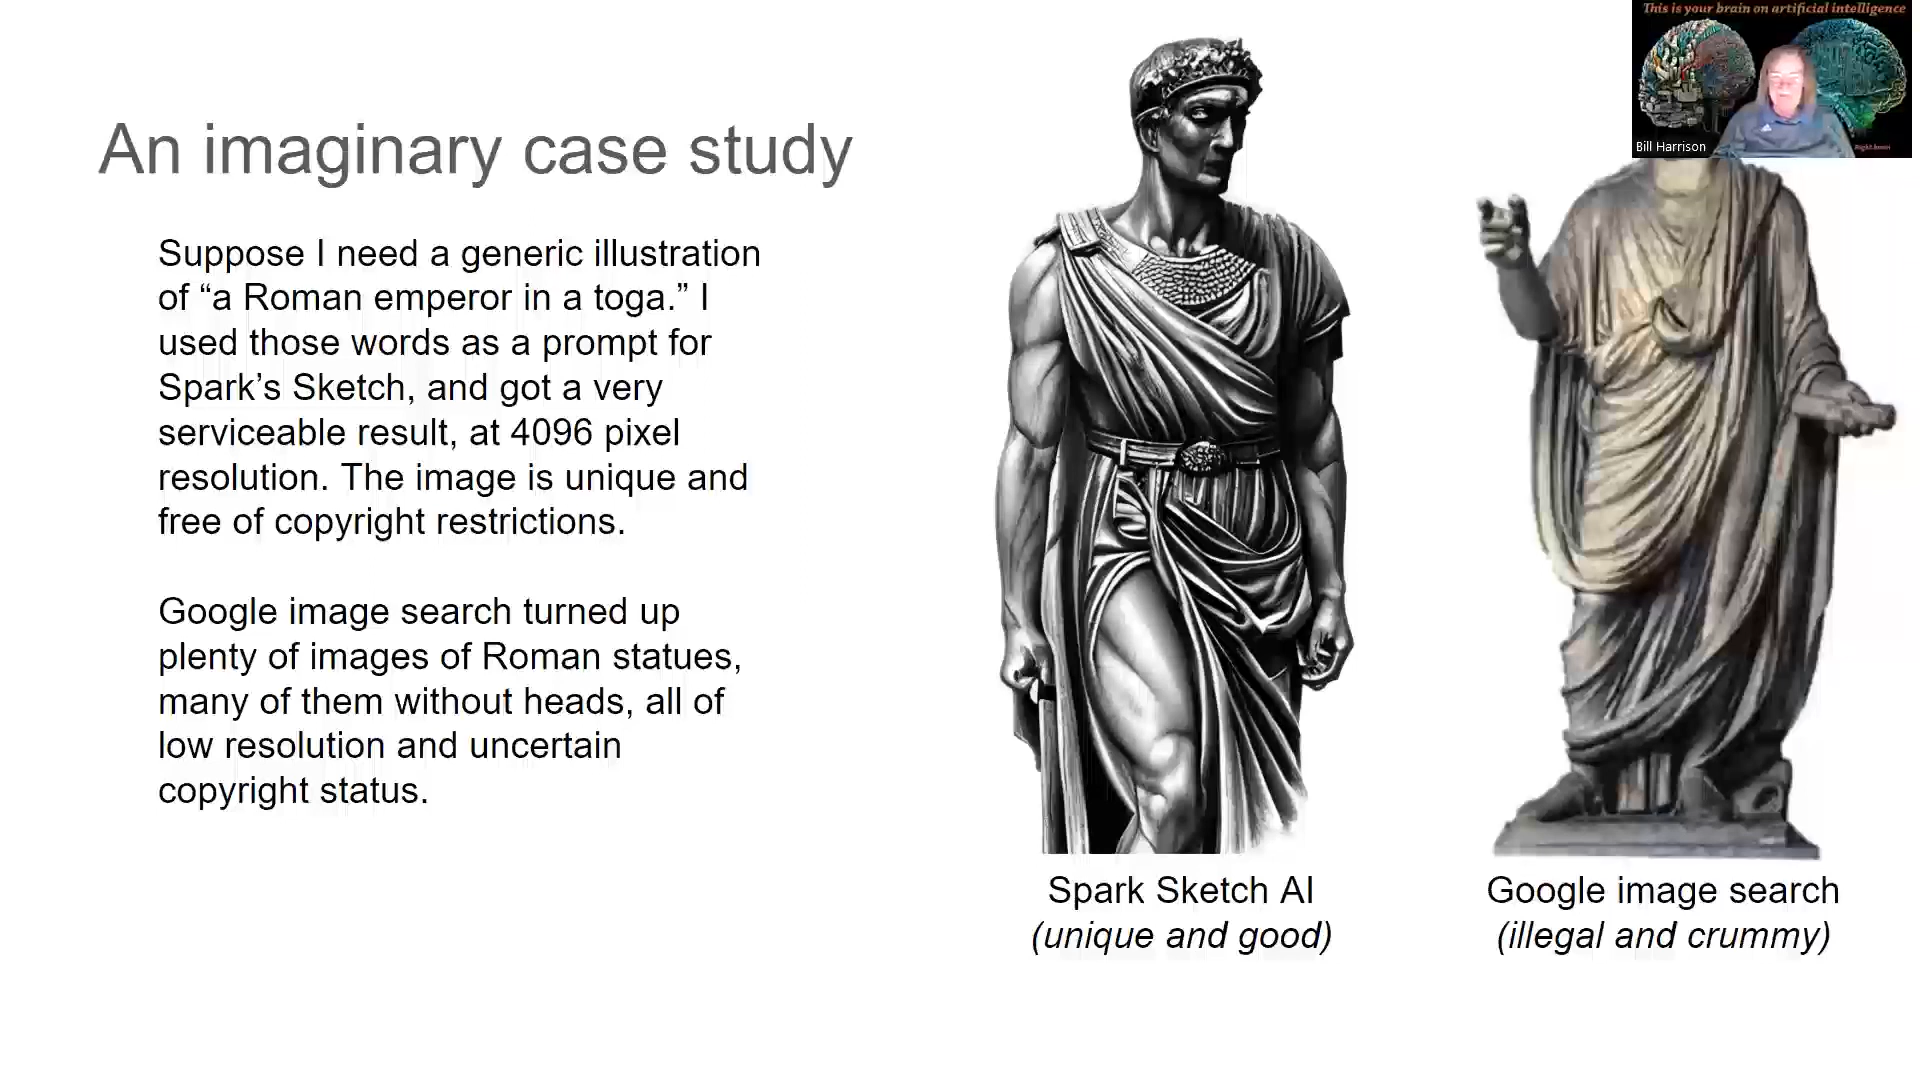 This is your brain on artificial intelligence
Bill Harrison
Right brain
An imaginary case study
Suppose I need a generic illustration
of “a Roman emperor in a toga.” I
used those words as a prompt for
Spark’s Sketch, and got a very
serviceable result, at 4096 pixel
resolution. The image is unique and
free of copyright restrictions.
Google image search turned up
plenty of images of Roman statues,
many of them without heads, all of
low resolution and uncertain
copyright status.
Spark Sketch AI
(unique and good)
Google image search
(illegal and crummy)